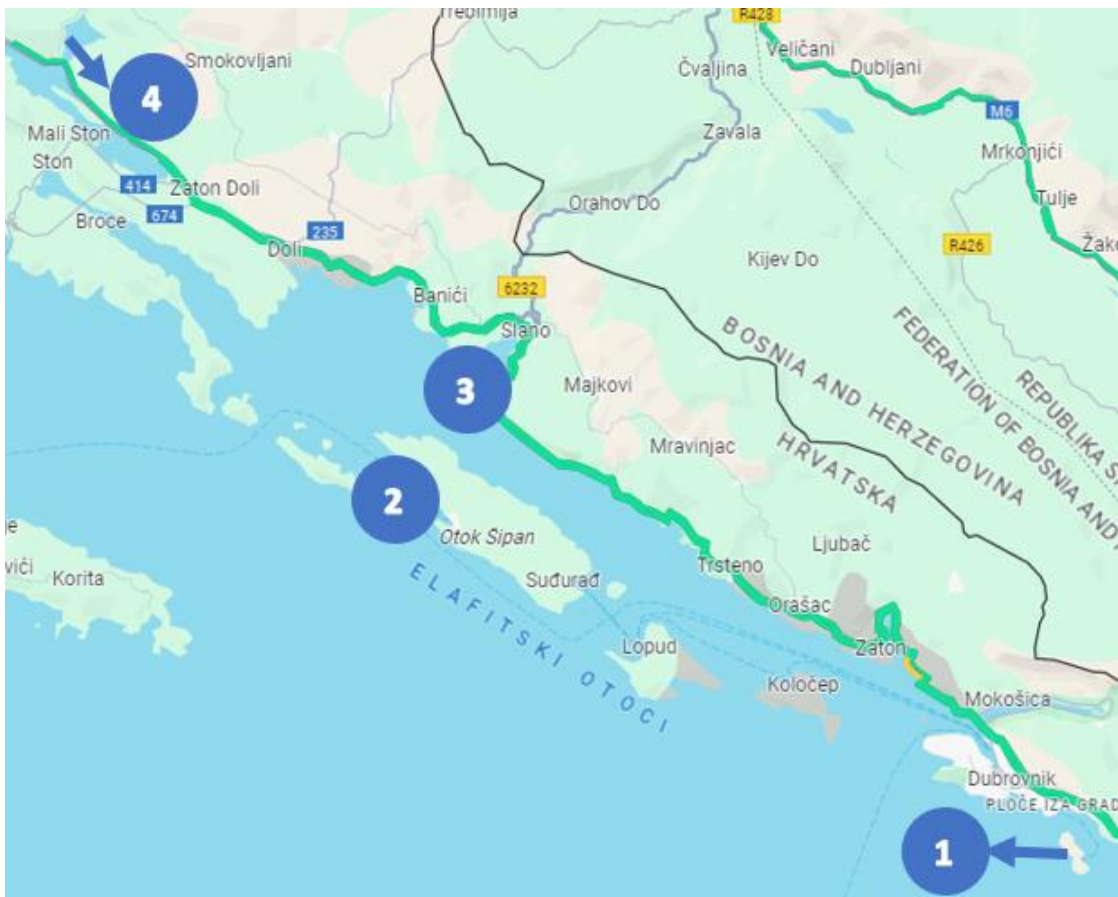 Trebimlja
R428
Veličani
Smokovljani
Čvaljina
Dubljani
4
M6
Mali Ston
Zavala
Ston
Mrkonjići
414
Zaton Doli
Orahov Do
Tulje
674
Broce
235
R426
Doli
Kijev Do
Banići
6232
Slano
BOSNIA AND HERZEGOVINA
FEDERATION OF BOSNIA AND
REPUBLIKA
3
Majkovi
Mravinjac
HRVATSKA
2
Otok Šipan
Ljubač
Korita
Suđurađ
Trsteno
ELAFITSKI OTOCI
Orašac
Lopud
Zaton
Koločep
Mokošica
Dubrovnik
PLOČE IZA GRAD
1